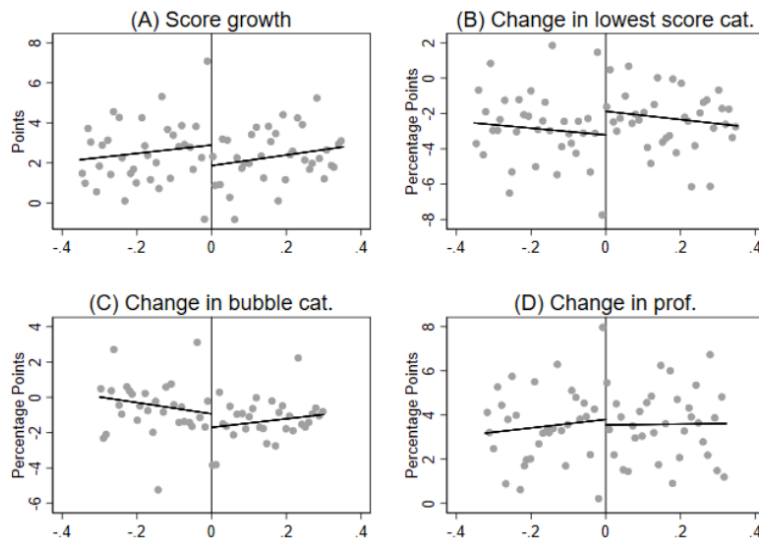 (A) Score growth
Points
8
6
4
2
0
-.4 -.2 0 .2 .4
(B) Change in lowest score cat.
Percentage Points
2
0
-2
-4
-6
-8
-.4 -.2 0 .2 .4
(C) Change in bubble cat.
Percentage Points
4
2
0
-2
-4
-6
-.4 -.2 0 .2 .4
(D) Change in prof.
Percentage Points
8
6
4
2
0
-.4 -.2 0 .2 .4